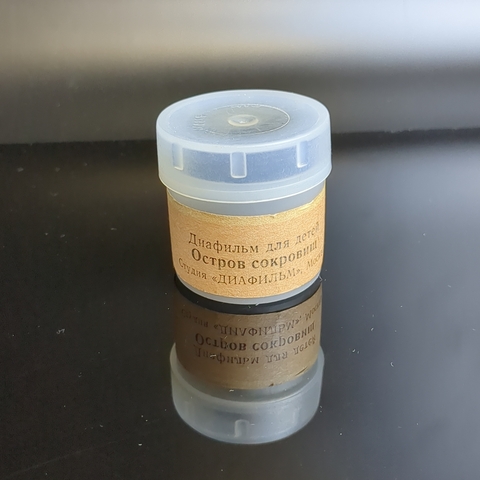 Диафильм для детей
Остров сокровищ
Студия «ДИАФИЛЬМ»,